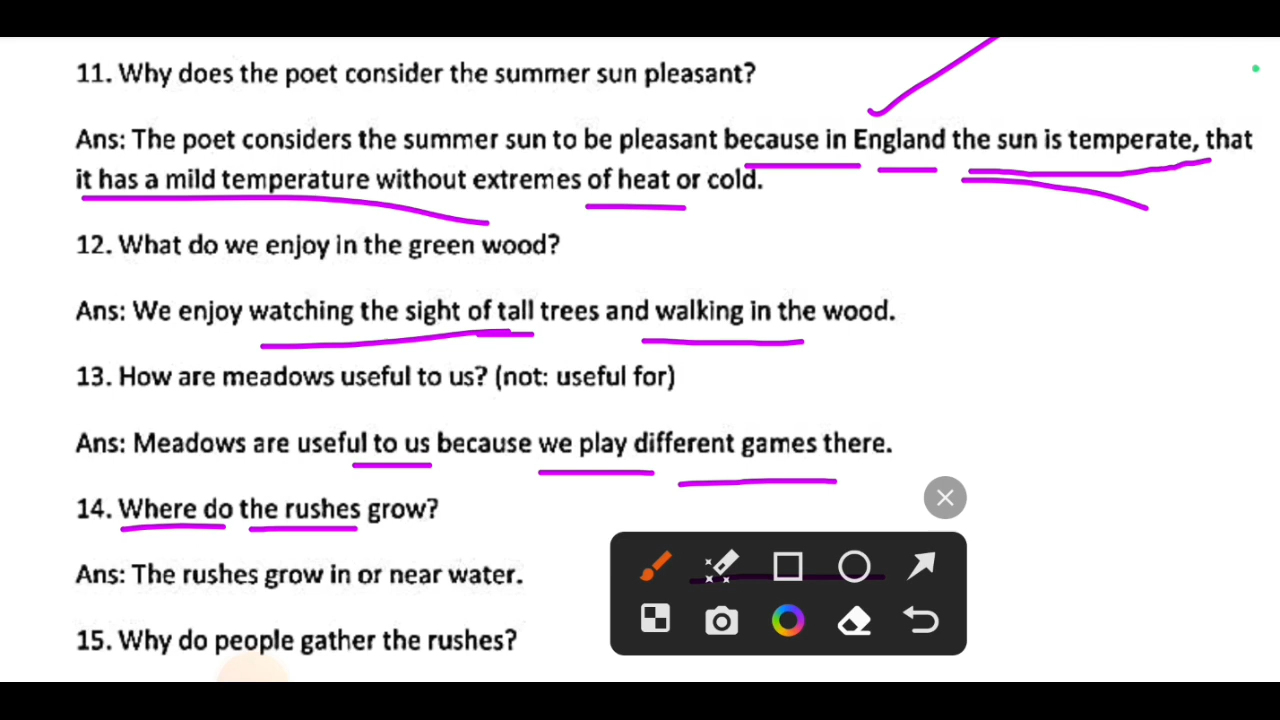 11. Why does the poet consider the summer sun pleasant?
Ans: The poet considers the summer sun to be pleasant because in England the sun is temperate, that
it has a mild temperature without extremes of heat or cold.
12. What do we enjoy in the green wood?
Ans: We enjoy watching the sight of tall trees and walking in the wood.
13. How are meadows useful to us? (not: useful for)
Ans: Meadows are useful to us because we play different games there.
14. Where do the rushes grow?
Ans: The rushes grow in or near water.
15. Why do people gather the rushes?